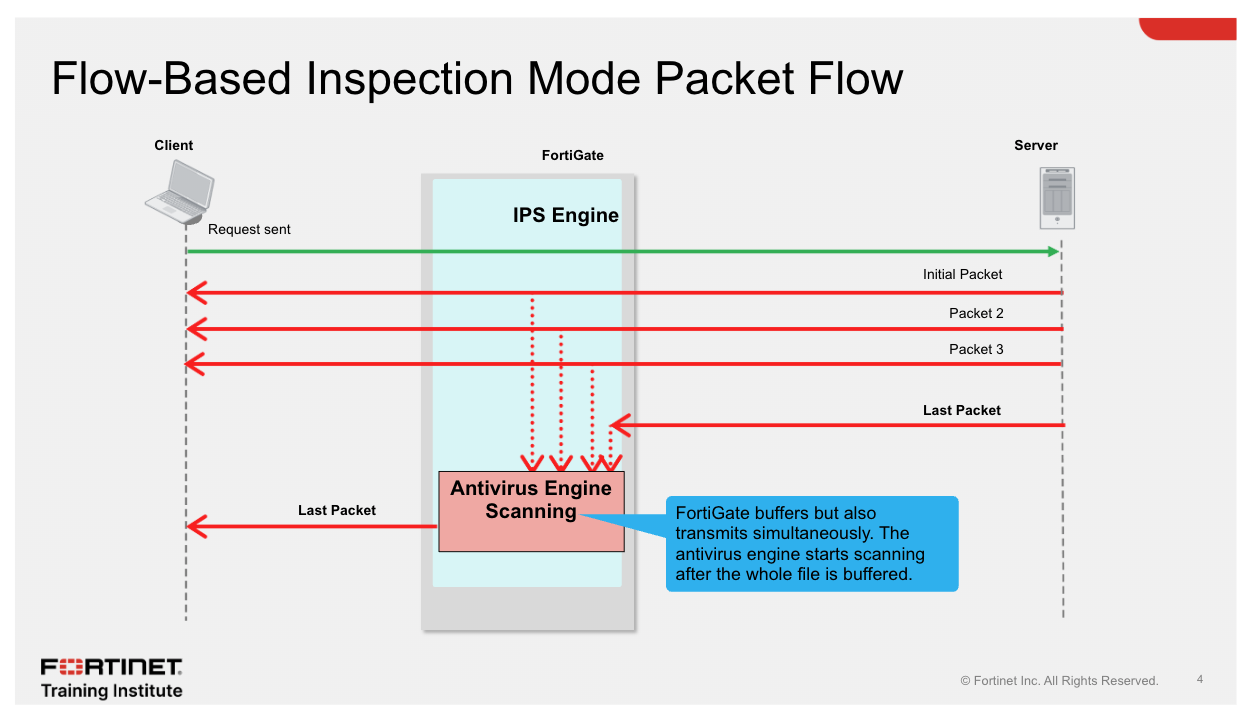 Flow-Based Inspection Mode Packet Flow
Client
FortiGate
Server
IPS Engine
Request sent
Initial Packet
Packet 2
Packet 3
Last Packet
Antivirus Engine
Scanning
Last Packet
FortiGate buffers but also
transmits simultaneously. The
antivirus engine starts scanning
after the whole file is buffered.
FORTINET
Training Institute
© Fortinet Inc. All Rights Reserved.
4